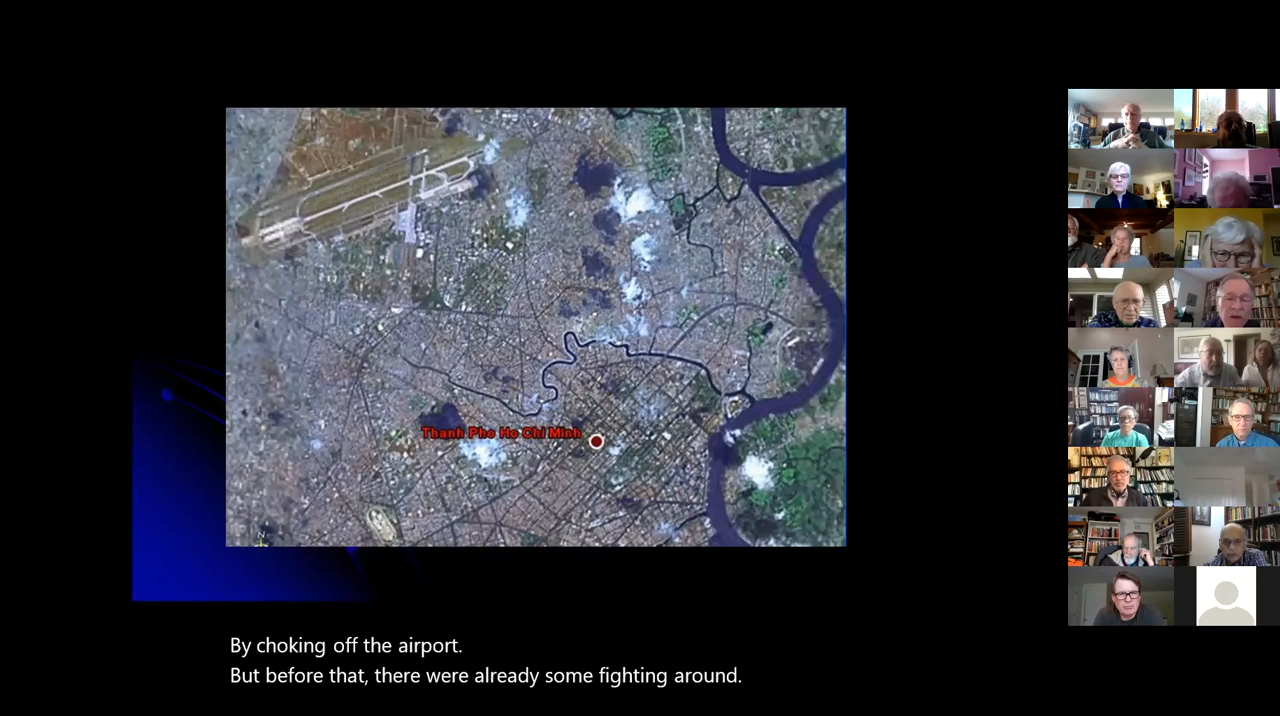 Thanh Pho Ho Chi Minh
N
By choking off the airport.
But before that, there were already some fighting around.